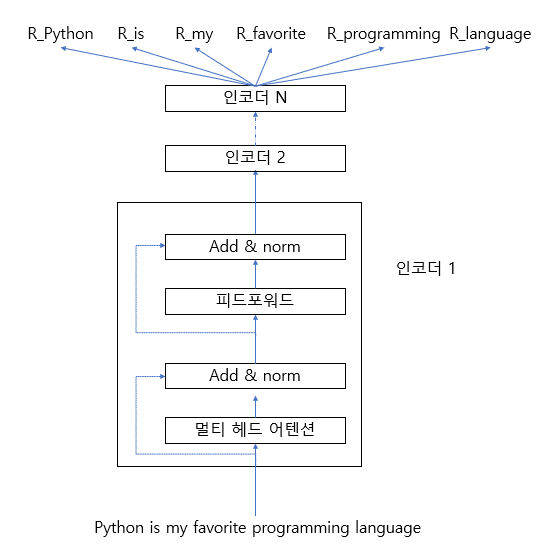 R_Python R_is R_my R_favorite R_programming R_language
인코더 N
인코더 2
Add & norm
인코더 1
피드포워드
Add & norm
멀티 헤드 어텐션
Python is my favorite programming language